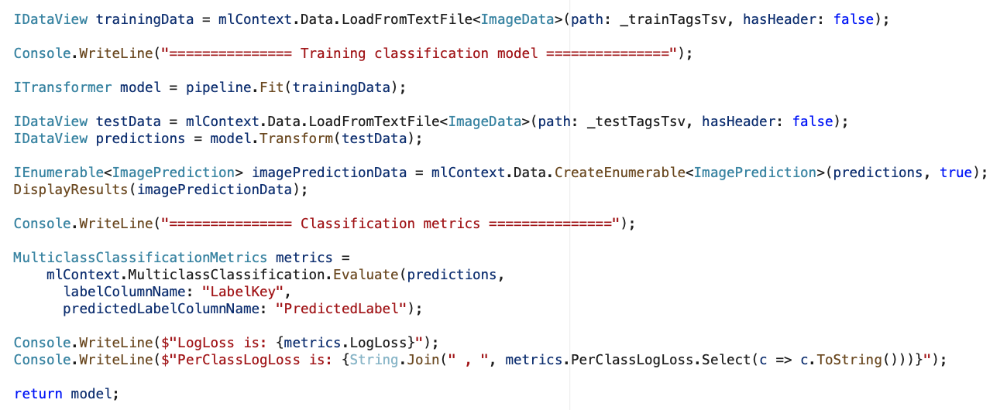 IDataView trainingData = mlContext.Data.LoadFromTextFile<ImageData>(path: _trainTagsTsv, hasHeader: false);
Console.WriteLine("=============== Training classification model ===============");
ITransformer model = pipeline.Fit(trainingData);
IDataView testData = mlContext.Data.LoadFromTextFile<ImageData>(path: _testTagsTsv, hasHeader: false);
IDataView predictions = model.Transform(testData);
IEnumerable<ImagePrediction> imagePredictionData = mlContext.Data.CreateEnumerable<ImagePrediction>(predictions, true);
DisplayResults(imagePredictionData);
Console.WriteLine("=============== Classification metrics ===============");
MulticlassClassificationMetrics metrics =
    mlContext.MulticlassClassification.Evaluate(predictions,
      labelColumnName: "LabelKey",
      predictedLabelColumnName: "PredictedLabel");
Console.WriteLine($"LogLoss is: {metrics.LogLoss}");
Console.WriteLine($"PerClassLogLoss is: {String.Join(" , ", metrics.PerClassLogLoss.Select(c => c.ToString()))}");
return model;